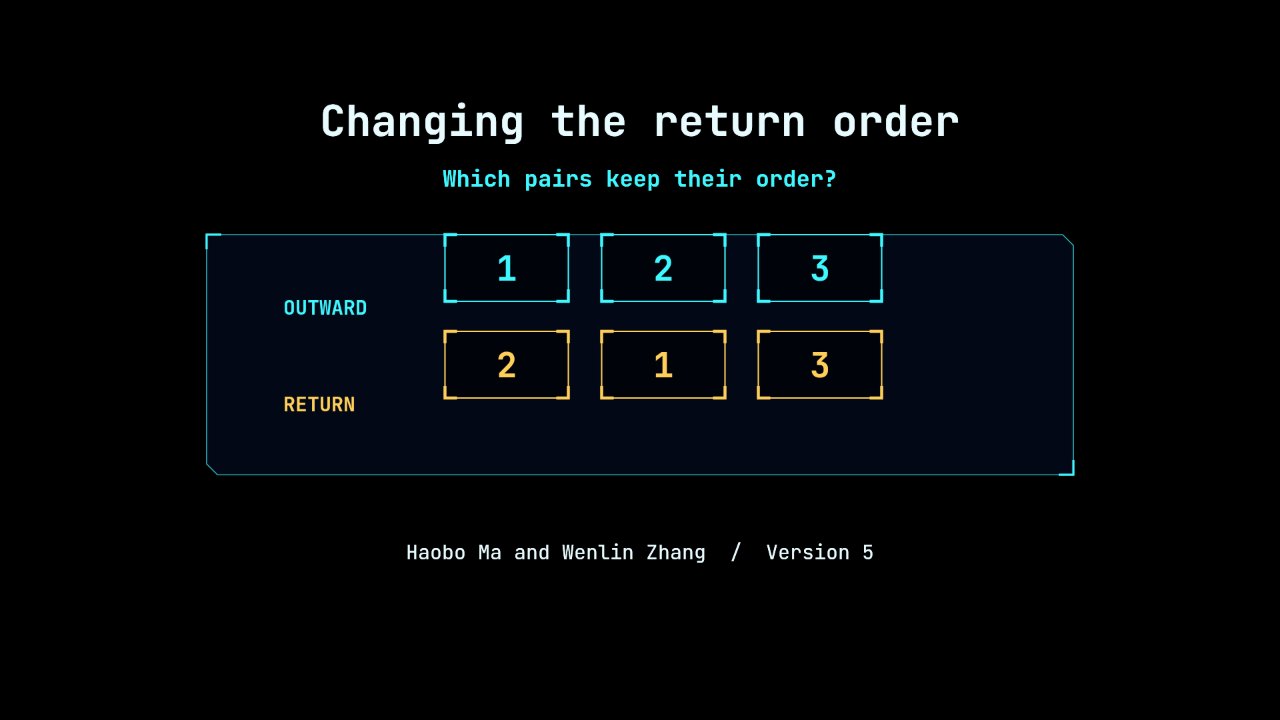 Changing the return order
Which pairs keep their order?
OUTWARD 1 2 3
RETURN 2 1 3
Haobo Ma and Wenlin Zhang / Version 5